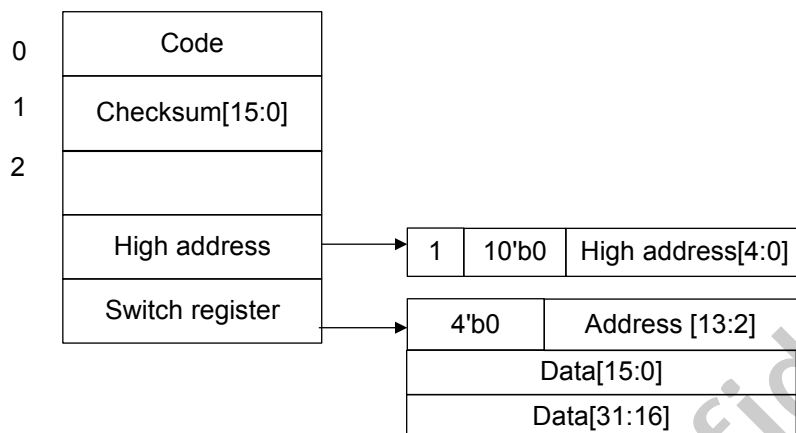 0
Code
1
Checksum[15:0]
2
High address
1 10'b0 High address[4:0]
Switch register
4'b0 Address [13:2]
Data[15:0]
Data[31:16]